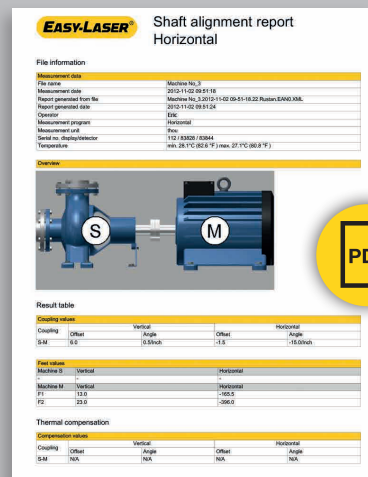 EASY-LASER®
Shaft alignment report
Horizontal
File information
Measurement data
File name Machine No_3
Measurement date 2012-11-02 09:51:18
Report generated from file Machine No_3.2012-11-02 09-51-18.22.Rustan.EAN0.XML
Report generated date 2012-11-02 09:51:24
Operator Eric
Measurement program Horizontal
Measurement unit thou
Serial no, display/detector 112 / 83826 / 83844
Temperature min. 28.1°C (82.6 °F ) max. 27.1°C (80.8 °F )
Overview
S M
PD
Result table
Coupling values
Coupling Vertical Horizontal
Offset Angle Offset Angle
S-M 6.0 0.5/inch -1.5 -15.0/inch
Feet values
Machine S Vertical Horizontal
- - -
Machine M Vertical Horizontal
F1 13.0 -165.5
F2 23.0 -396.0
Thermal compensation
Compensation values
Coupling Vertical Horizontal
Offset Angle Offset Angle
S-M N/A N/A N/A N/A